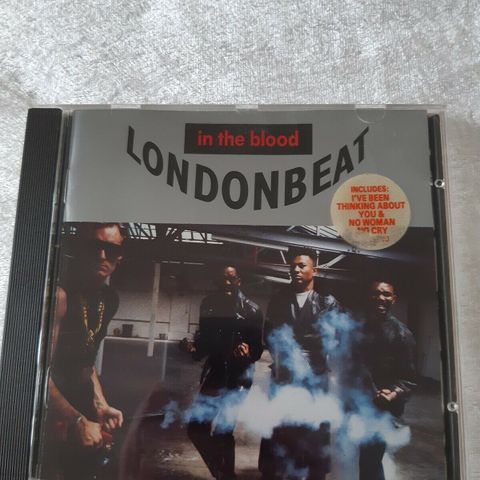 in the blood
LONDONBEAT
INCLUDES:
I'VE BEEN
THINKING ABOUT
YOU &
NO WOMAN
NO CRY